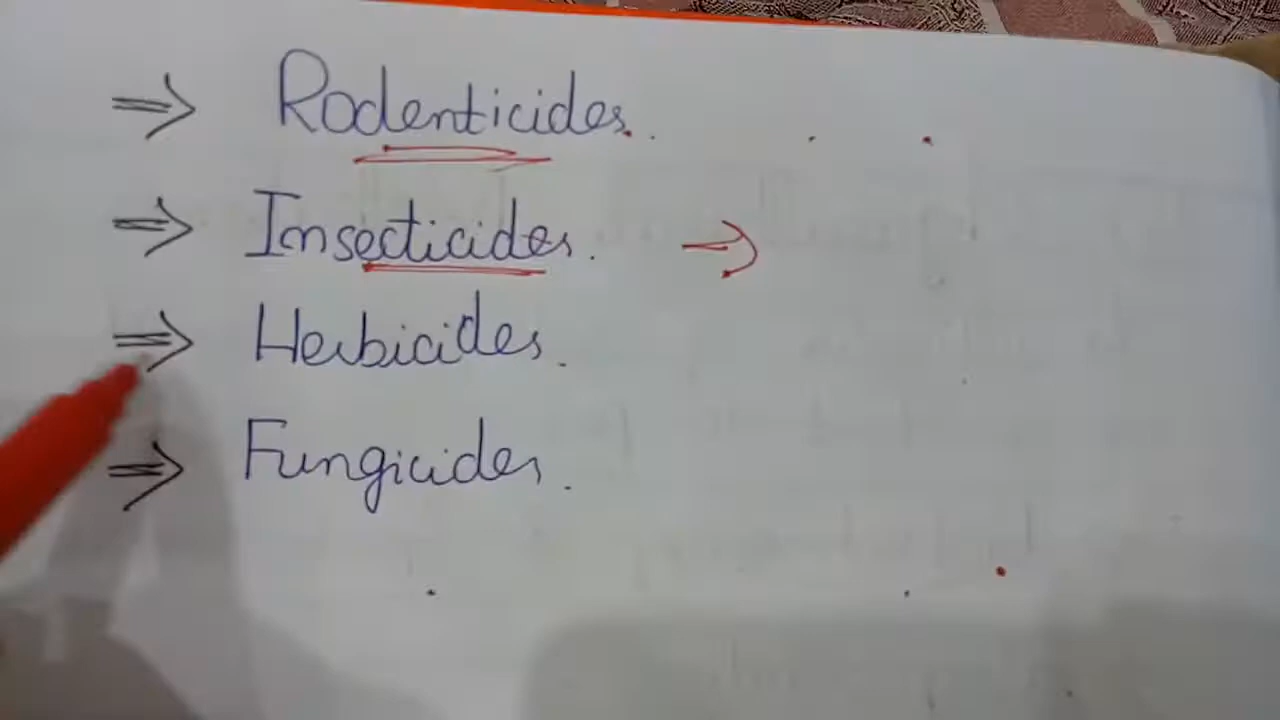 ⇒ Rodenticides.
⇒ Insecticides. →
⇒ Herbicides.
⇒ Fungicides.